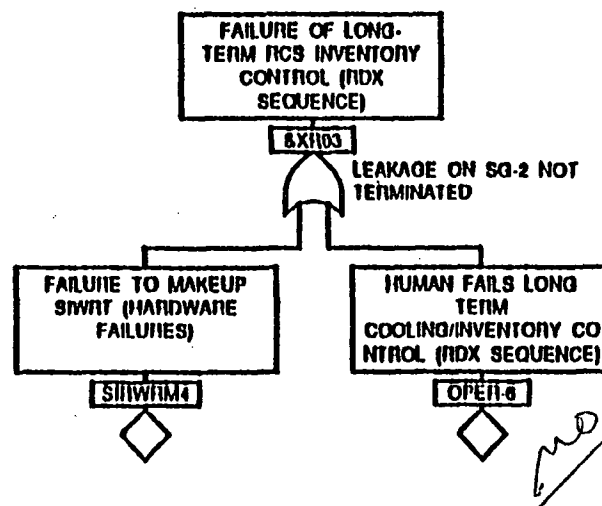 FAILURE OF LONG-
TERM RCS INVENTORY
CONTROL (RDX
SEQUENCE)
LEAKAGE ON SG-2 NOT
TERMINATED
FAILURE TO MAKEUP
SIWRT (HARDWARE
FAILURES)
HUMAN FAILS LONG
TERM
COOLING/INVENTORY CO
NTROL (RDX SEQUENCE)
OPER-6